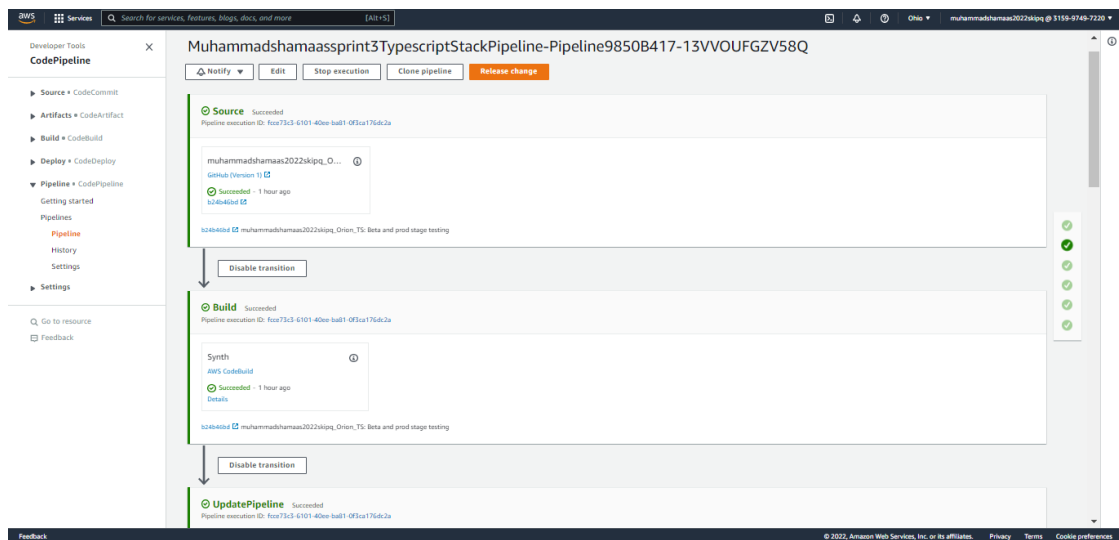 aws Services Search for services, features, blogs, docs, and more [Alt+S] Ohio ▼ muhammadshamaas2022skipq @ 3159-9749-7220 ▼
Developer Tools X
CodePipeline
Source • CodeCommit
Artifacts • CodeArtifact
Build • CodeBuild
Deploy • CodeDeploy
Pipeline • CodePipeline
Getting started
Pipelines
Pipeline
History
Settings
Settings
Go to resource
Feedback
Muhammadshamaassprint3TypescriptStackPipeline-Pipeline9850B417-13VVOUFGZV58Q
Notify ▼ Edit Stop execution Clone pipeline Release change
Source Succeeded
Pipeline execution ID: fcce73c3-6101-40ee-ba81-0f3ca176dc2a
muhammadshamaas2022skipq_O...
GitHub (Version 1)
Succeeded - 1 hour ago
b24b46bd
b24b46bd muhammadshamaas2022skipq_Orion_TS: Beta and prod stage testing
Disable transition
Build Succeeded
Pipeline execution ID: fcce73c3-6101-40ee-ba81-0f3ca176dc2a
Synth
AWS CodeBuild
Succeeded - 1 hour ago
Details
b24b46bd muhammadshamaas2022skipq_Orion_TS: Beta and prod stage testing
Disable transition
UpdatePipeline Succeeded
Pipeline execution ID: fcce73c3-6101-40ee-ba81-0f3ca176dc2a
Feedback © 2022, Amazon Web Services, Inc. or its affiliates. Privacy Terms Cookie preferences